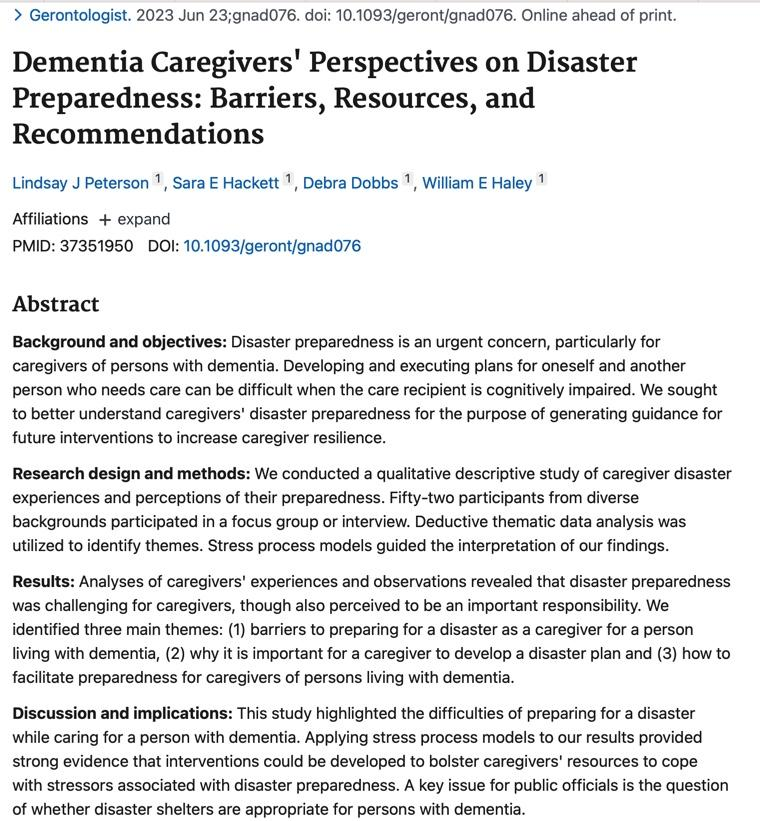 > Gerontologist. 2023 Jun 23;gnad076. doi: 10.1093/geront/gnad076. Online ahead of print.
Dementia Caregivers' Perspectives on Disaster
Preparedness: Barriers, Resources, and
Recommendations
Lindsay J Peterson 1, Sara E Hackett 1, Debra Dobbs 1, William E Haley 1
Affiliations + expand
PMID: 37351950 DOI: 10.1093/geront/gnad076
Abstract
Background and objectives: Disaster preparedness is an urgent concern, particularly for
caregivers of persons with dementia. Developing and executing plans for oneself and another
person who needs care can be difficult when the care recipient is cognitively impaired. We sought
to better understand caregivers' disaster preparedness for the purpose of generating guidance for
future interventions to increase caregiver resilience.
Research design and methods: We conducted a qualitative descriptive study of caregiver disaster
experiences and perceptions of their preparedness. Fifty-two participants from diverse
backgrounds participated in a focus group or interview. Deductive thematic data analysis was
utilized to identify themes. Stress process models guided the interpretation of our findings.
Results: Analyses of caregivers' experiences and observations revealed that disaster preparedness
was challenging for caregivers, though also perceived to be an important responsibility. We
identified three main themes: (1) barriers to preparing for a disaster as a caregiver for a person
living with dementia, (2) why it is important for a caregiver to develop a disaster plan and (3) how to
facilitate preparedness for caregivers of persons living with dementia.
Discussion and implications: This study highlighted the difficulties of preparing for a disaster
while caring for a person with dementia. Applying stress process models to our results provided
strong evidence that interventions could be developed to bolster caregivers' resources to cope
with stressors associated with disaster preparedness. A key issue for public officials is the question
of whether disaster shelters are appropriate for persons with dementia.